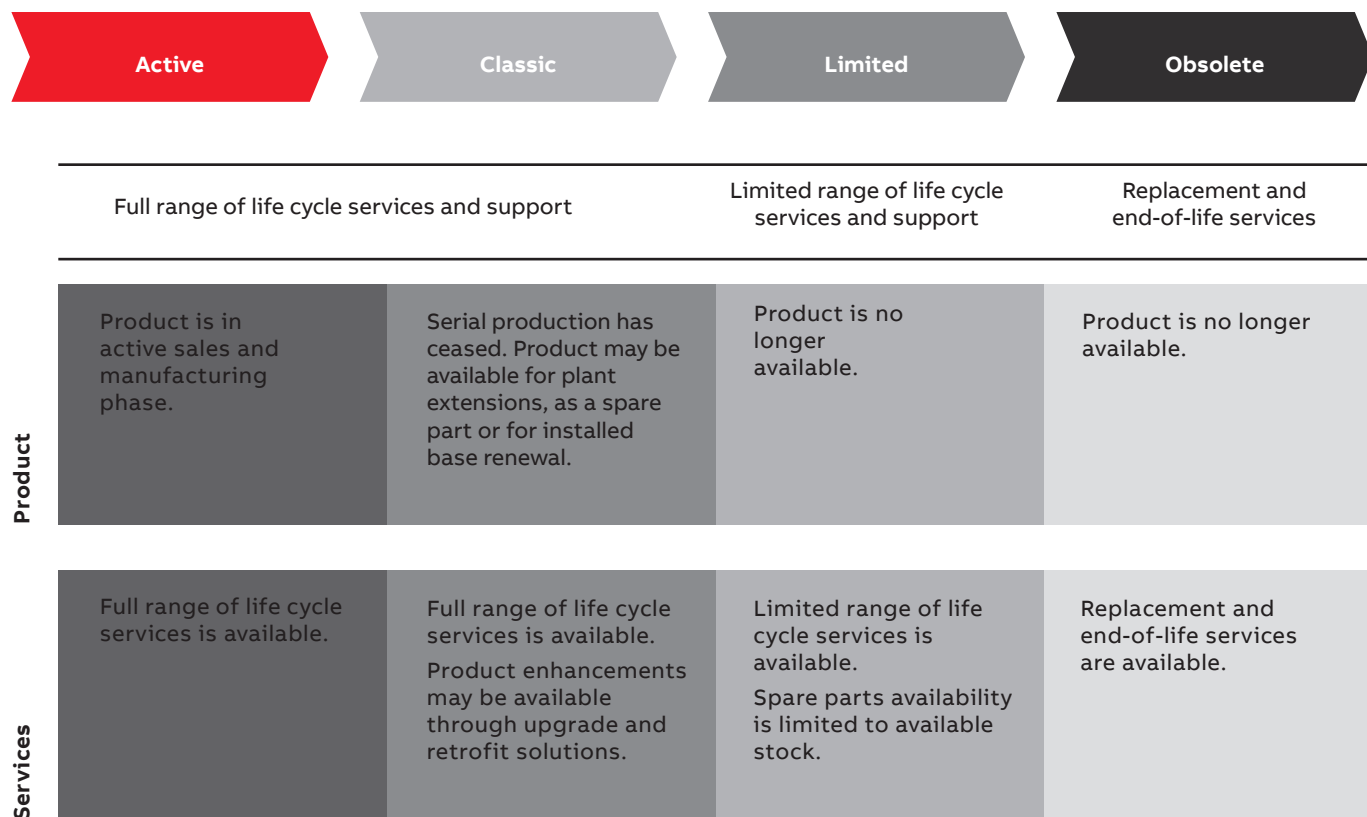 Active
Classic
Limited
Obsolete
Full range of life cycle services and support
Limited range of life cycle
services and support
Replacement and
end-of-life services
Product
Product is in
active sales and
manufacturing
phase.
Serial production has
ceased. Product may be
available for plant
extensions, as a spare
part or for installed
base renewal.
Product is no
longer
available.
Product is no longer
available.
Services
Full range of life cycle
services is available.
Full range of life cycle
services is available.
Product enhancements
may be available
through upgrade and
retrofit solutions.
Limited range of life
cycle services is
available.
Spare parts availability
is limited to available
stock.
Replacement and
end-of-life services
are available.